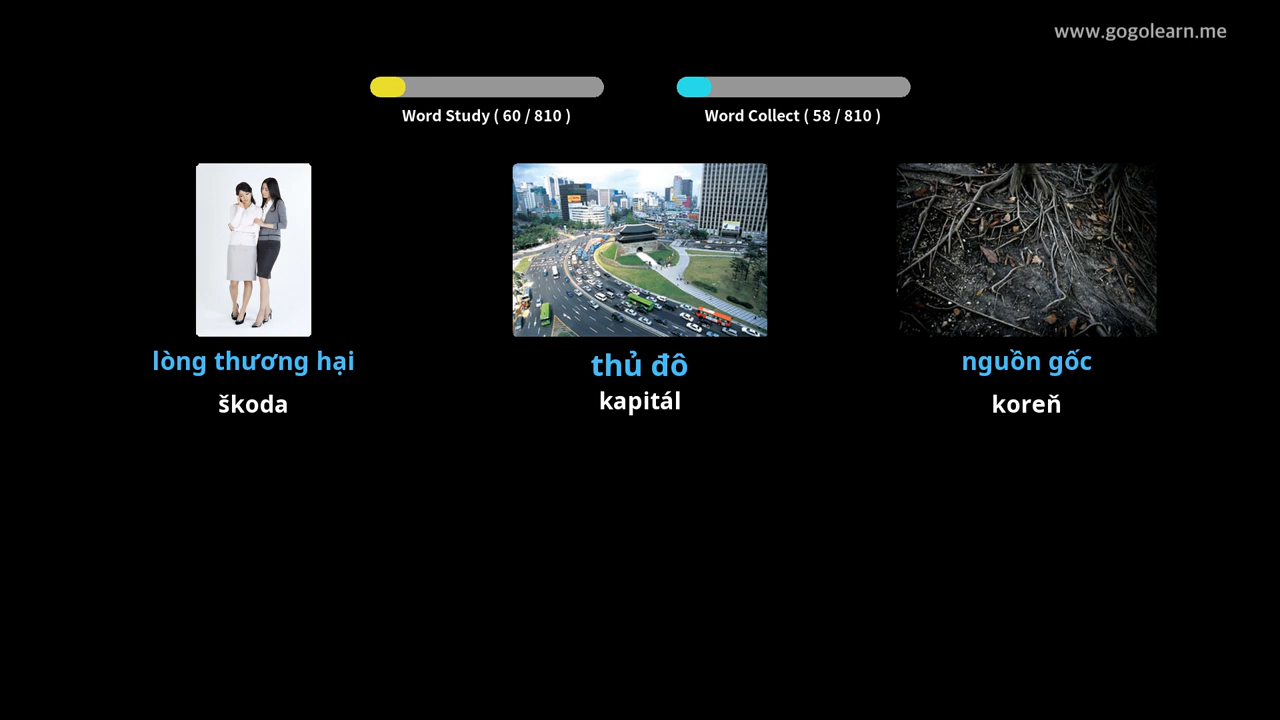 www.gogolearn.me
Word Study ( 60 / 810 )
Word Collect ( 58 / 810 )
lòng thương hại
škoda
thủ đô
kapitál
nguồn gốc
koreň